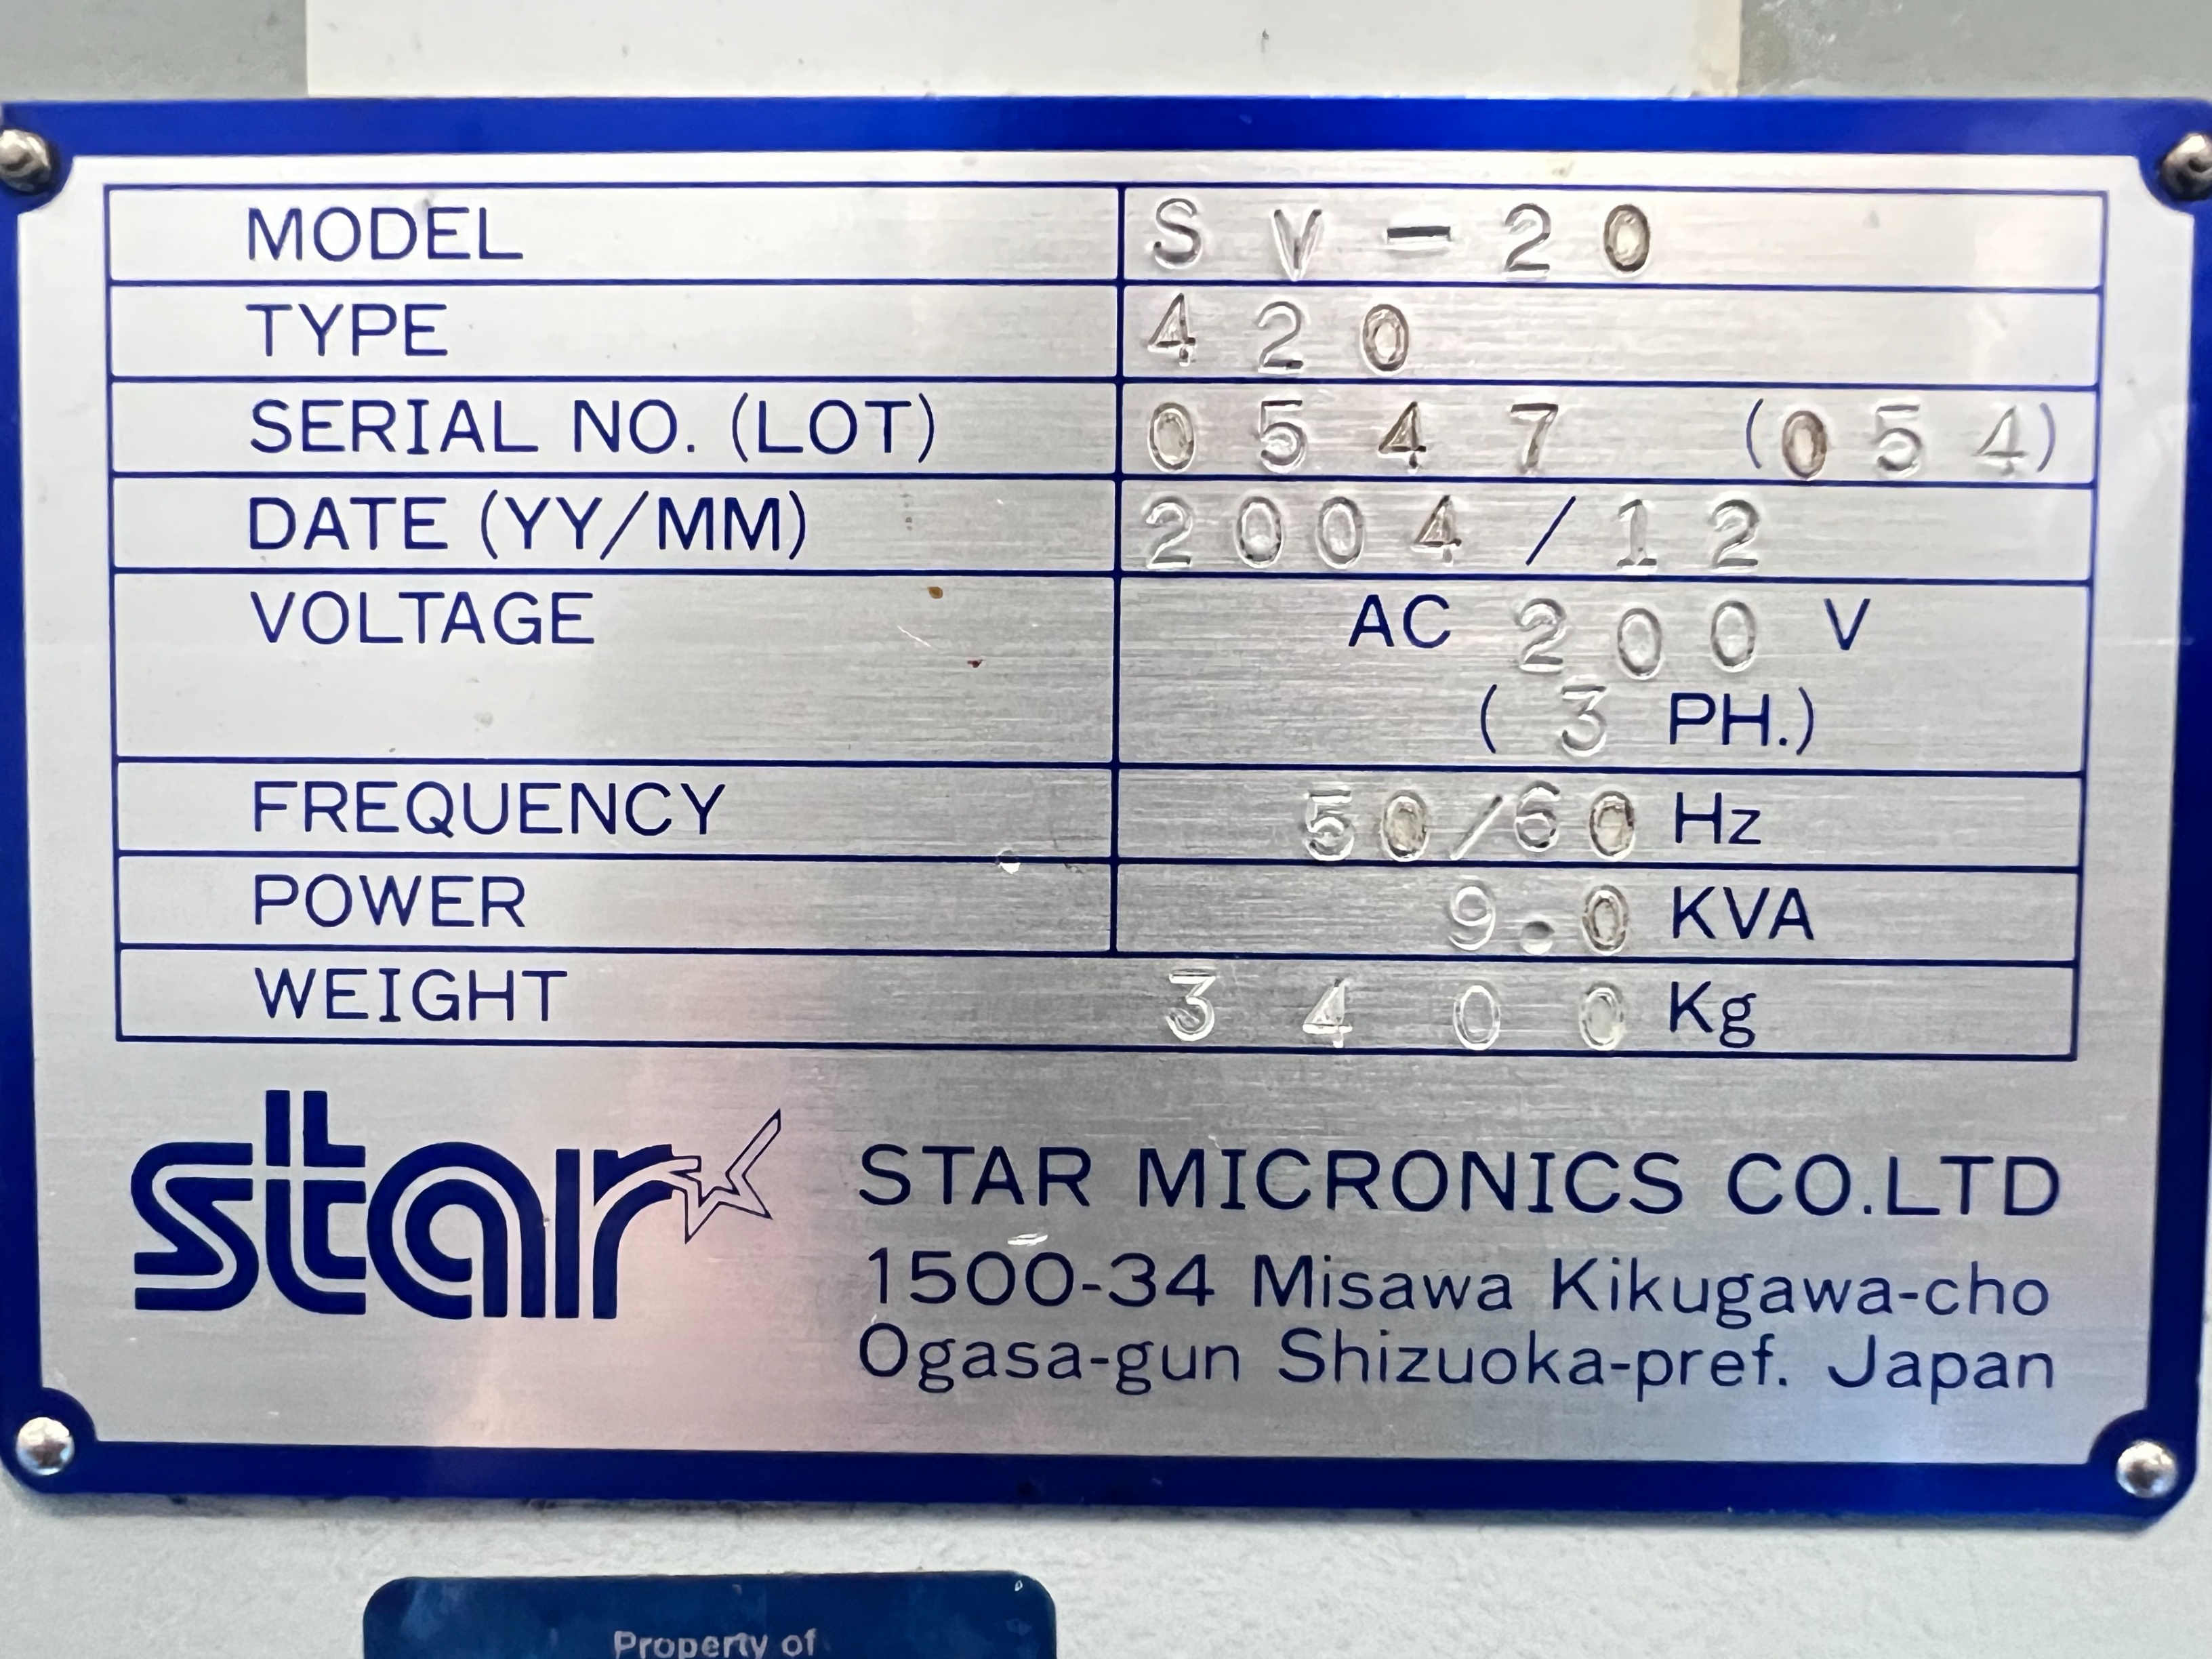 MODEL SV-20
TYPE 420
SERIAL NO. (LOT) 0547 (054)
DATE (YY/MM) 2004/12
VOLTAGE AC 200 V
(3 PH.)
FREQUENCY 50/60 Hz
POWER 9.0 KVA
WEIGHT 3400 Kg
star
STAR MICRONICS CO.LTD
1500-34 Misawa Kikugawa-cho
Ogasa-gun Shizuoka-pref. Japan
Property of